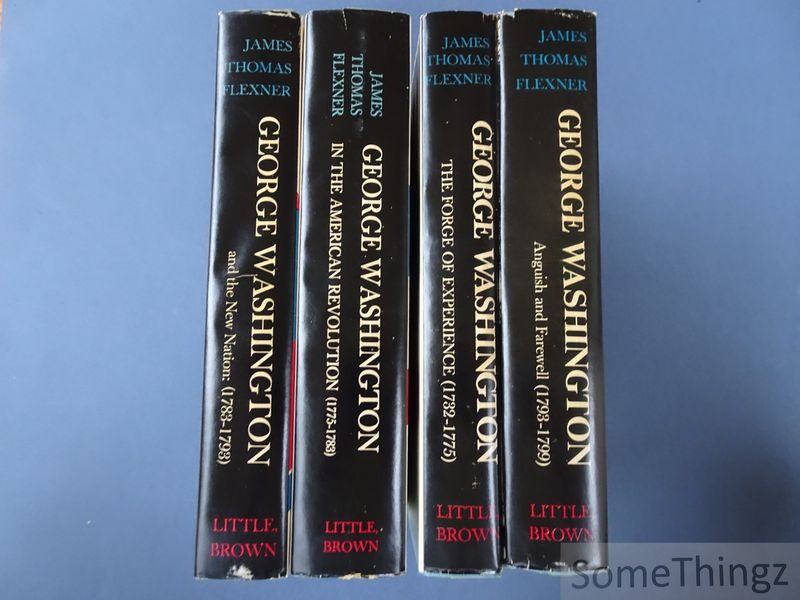 JAMES
THOMAS
FLEXNER
GEORGE WASHINGTON
and the New Nation: (1783-1793)
LITTLE,
BROWN
JAMES
THOMAS
FLEXNER
GEORGE WASHINGTON
IN THE AMERICAN REVOLUTION (1775-1783)
LITTLE,
BROWN
JAMES
THOMAS
FLEXNER
GEORGE WASHINGTON
THE FORGE OF EXPERIENCE (1732-1775)
LITTLE,
BROWN
JAMES
THOMAS
FLEXNER
GEORGE WASHINGTON
Anguish and Farewell (1793-1799)
LITTLE,
BROWN
SomeThingz